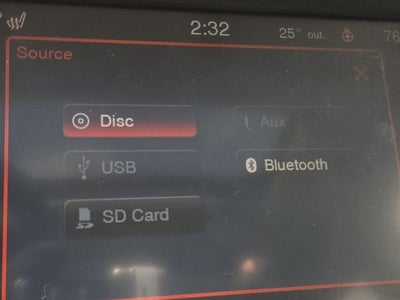 2:32 25° out. 76
Source
Disc Aux
USB Bluetooth
SD Card